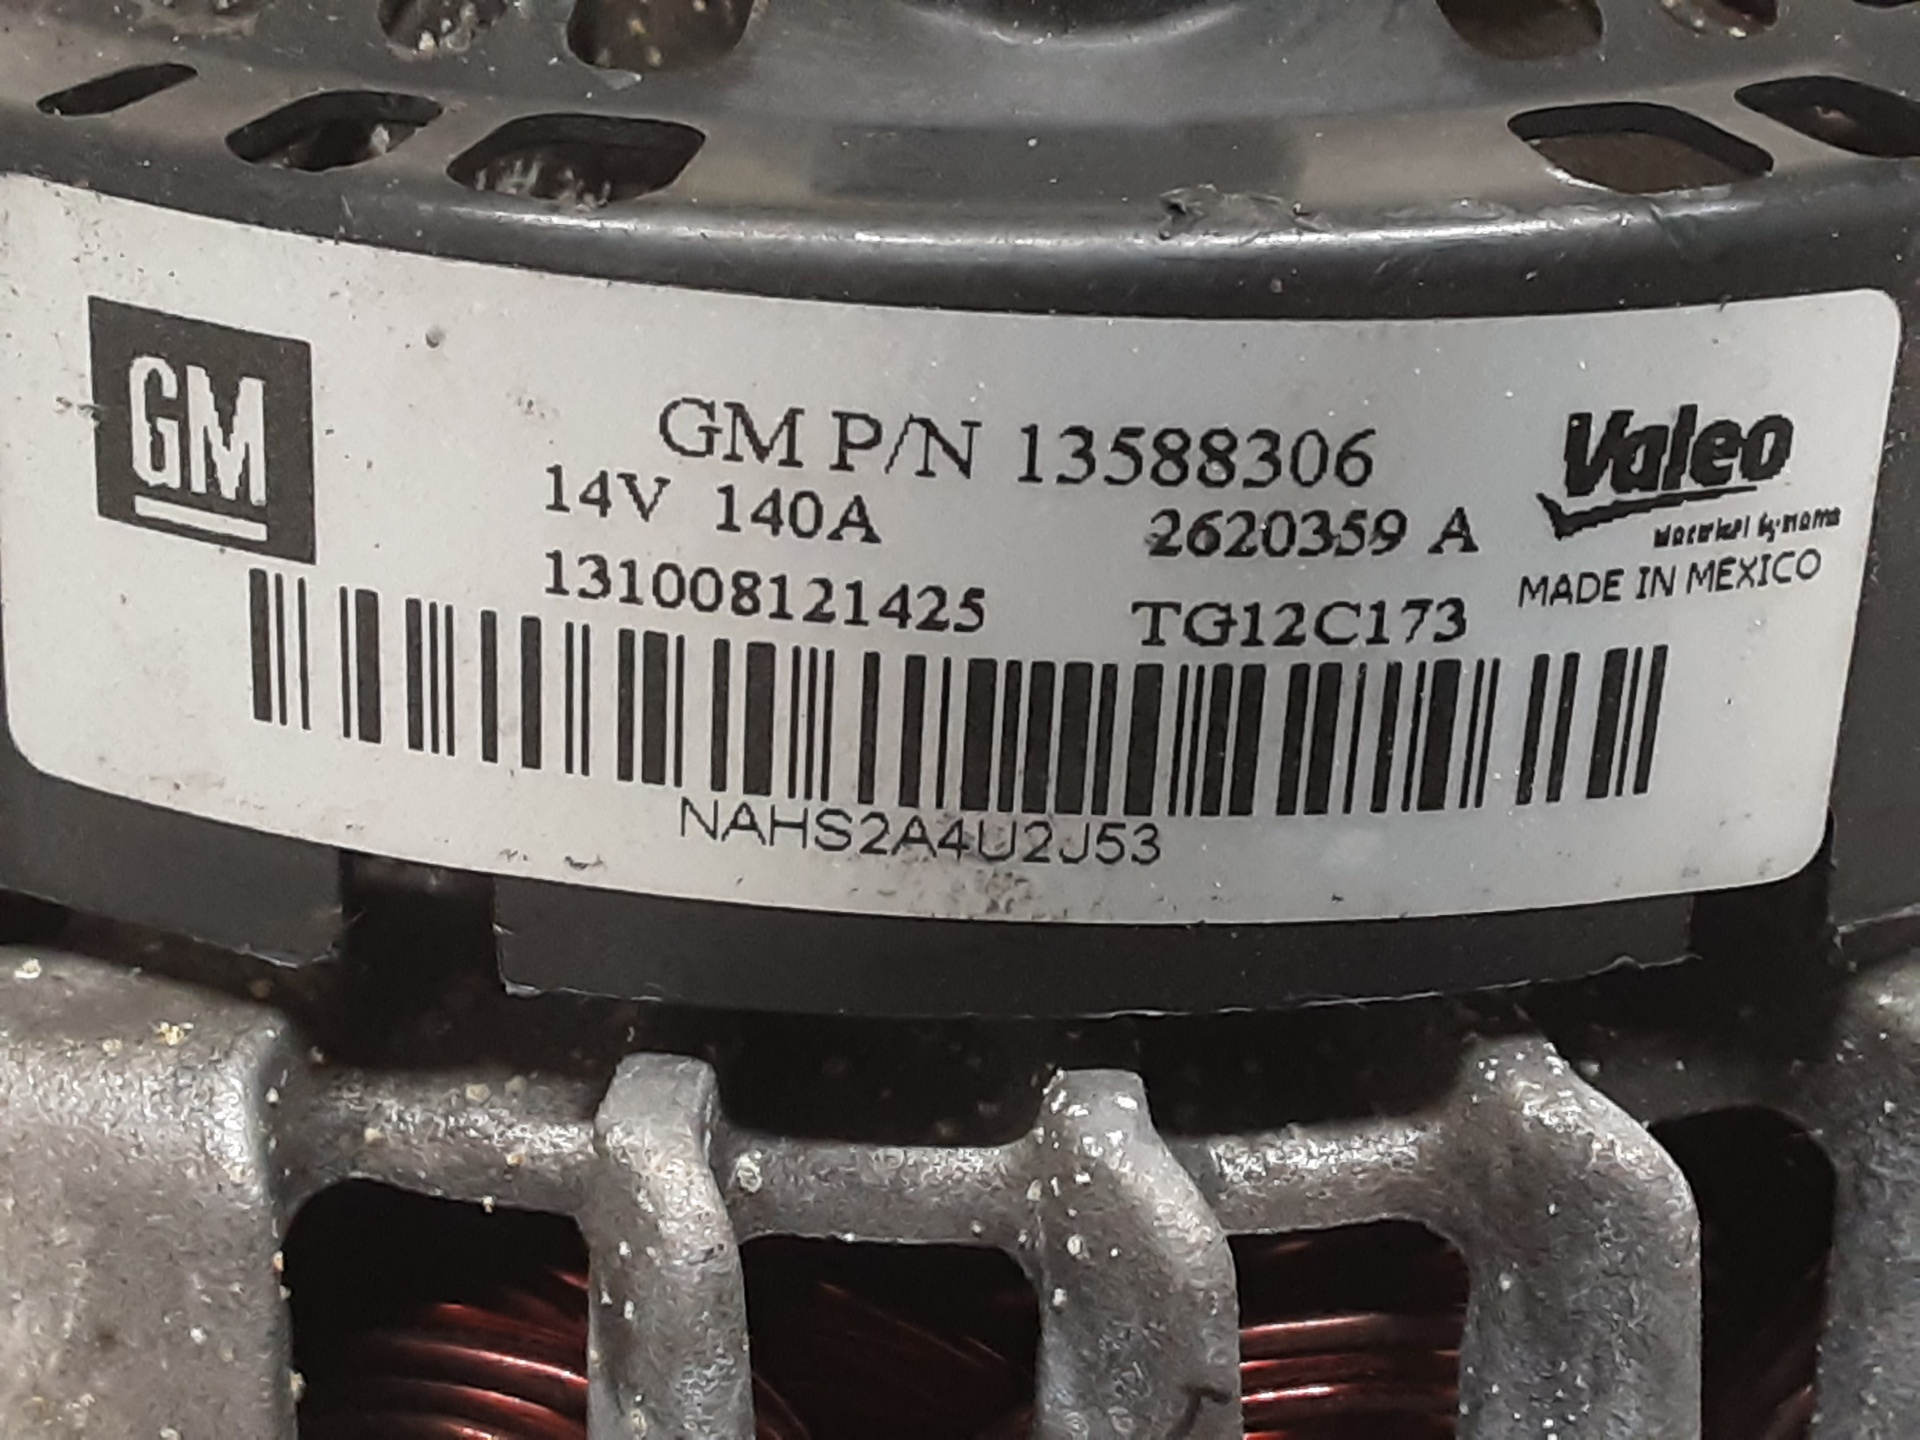 GM
GM P/N 13588306
14V 140A
2620359 A
131008121425
TG12C173
Valeo
MADE IN MEXICO
NAHS2A4U2J53